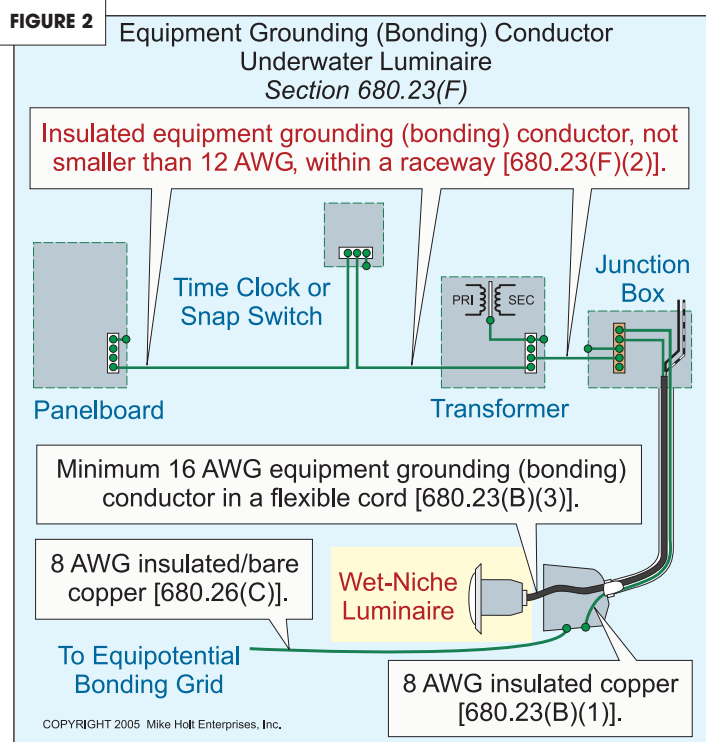 FIGURE 2
Equipment Grounding (Bonding) Conductor
Underwater Luminaire
Section 680.23(F)
Insulated equipment grounding (bonding) conductor, not
smaller than 12 AWG, within a raceway [680.23(F)(2)].
Time Clock or
Snap Switch
Junction
Box
PRI SEC
Panelboard
Transformer
Minimum 16 AWG equipment grounding (bonding)
conductor in a flexible cord [680.23(B)(3)].
8 AWG insulated/bare
copper [680.26(C)].
Wet-Niche
Luminaire
To Equipotential
Bonding Grid
8 AWG insulated copper
[680.23(B)(1)].
COPYRIGHT 2005 Mike Holt Enterprises, Inc.